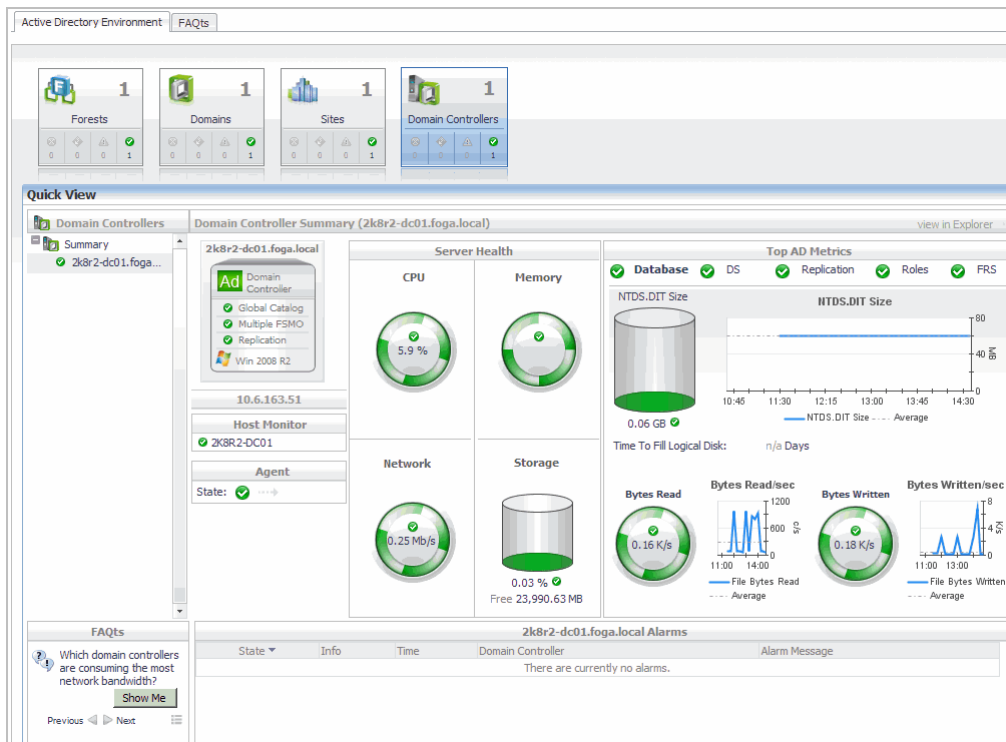 Active Directory Environment
FAQts
1
Forests
0 0 0 1
1
Domains
0 0 0 1
1
Sites
0 0 0 1
1
Domain Controllers
0 0 0 1
Quick View
Domain Controllers
Summary
2k8r2-dc01.foga...
Domain Controller Summary (2k8r2-dc01.foga.local)
view in Explorer
2k8r2-dc01.foga.local
Ad
Domain
Controller
Global Catalog
Multiple FSMO
Replication
Win 2008 R2
10.6.163.51
Host Monitor
2K8R2-DC01
Agent
State:
Server Health
CPU
5.9 %
Memory
Network
0.25 Mb/s
Storage
0.03 %
Free 23,990.63 MB
Top AD Metrics
Database DS Replication Roles FRS
NTDS.DIT Size
0.06 GB
NTDS.DIT Size
80
40
0
MB
10:45 11:30 12:15 13:00 13:45 14:30
NTDS.DIT Size Average
Time To Fill Logical Disk: n/a Days
Bytes Read
0.16 K/s
Bytes Read/sec
1200
600
0
c/s
11:00 14:00
File Bytes Read
Average
Bytes Written
0.18 K/s
Bytes Written/sec
8
4
0
K/s
11:00 13:00
File Bytes Written
Average
FAQts
Which domain controllers
are consuming the most
network bandwidth?
Show Me
Previous Next
2k8r2-dc01.foga.local Alarms
State Info Time Domain Controller Alarm Message
There are currently no alarms.